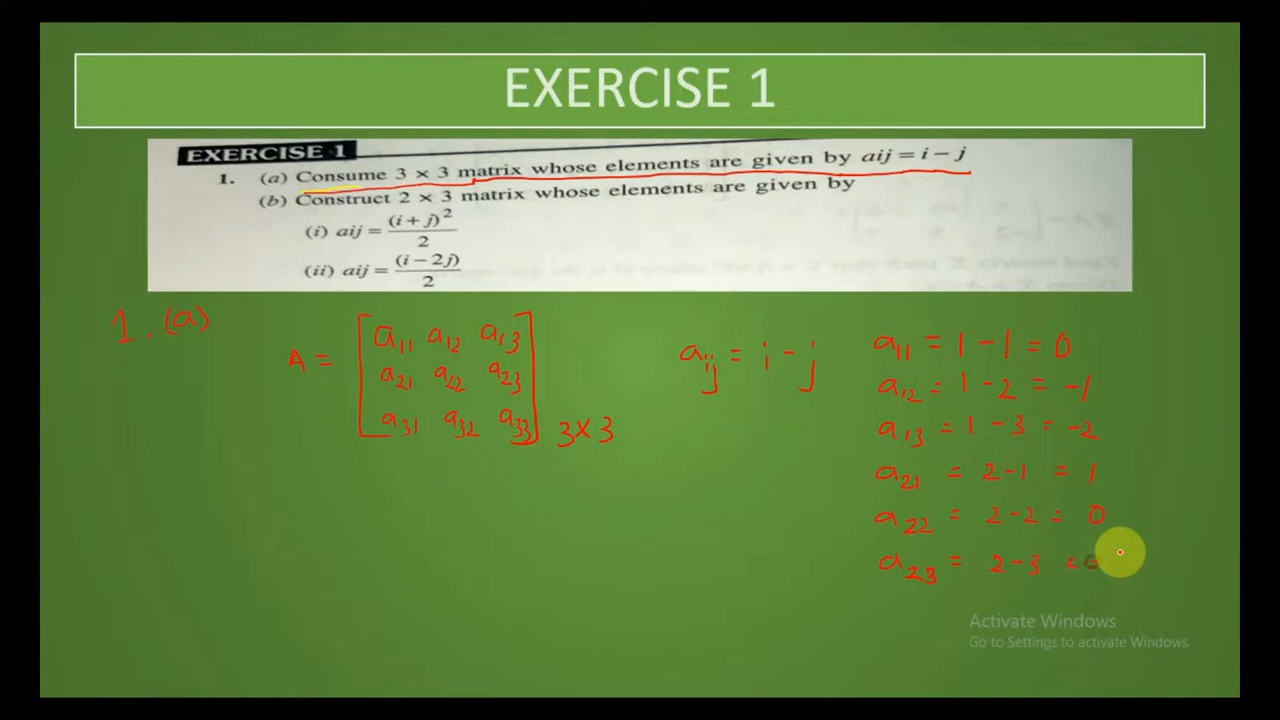 EXERCISE 1
EXERCISE 1
1. (a) Consume 3 × 3 matrix whose elements are given by aij = i − j
(b) Construct 2 × 3 matrix whose elements are given by
(i) aij = (i + j)² / 2
(ii) aij = (i − 2j) / 2
1. (a)
A = [ a11 a12 a13
a21 a22 a23
a31 a32 a33 ] 3×3
aij = i − j
a11 = 1 − 1 = 0
a12 = 1 − 2 = −1
a13 = 1 − 3 = −2
a21 = 2 − 1 = 1
a22 = 2 − 2 = 0
a23 = 2 − 3 =
Activate Windows
Go to Settings to activate Windows.